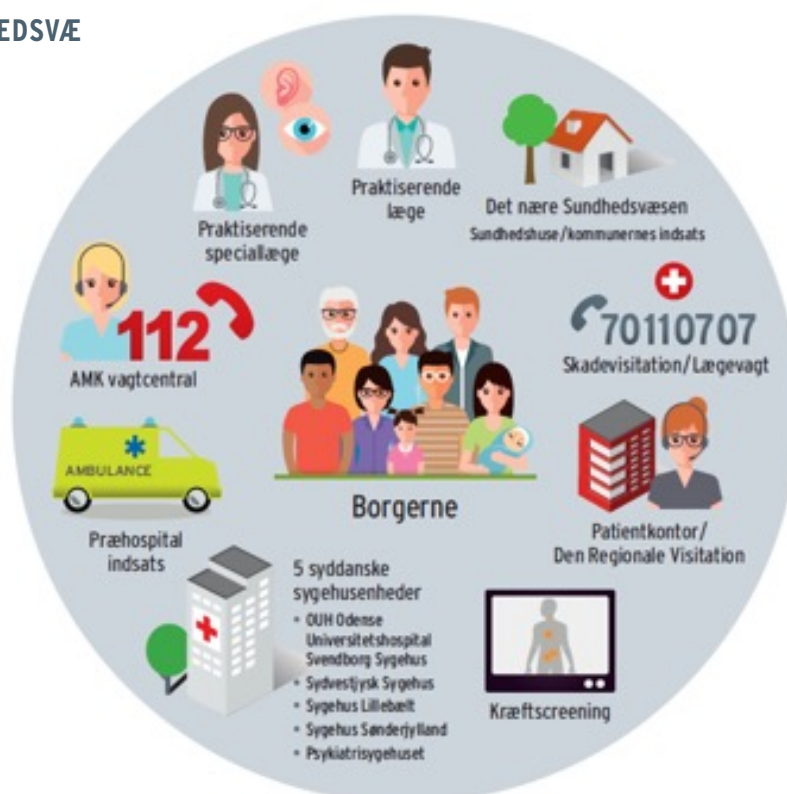 EDSVÆ
Praktiserende
speciallæge
Praktiserende
læge
Det nære Sundhedsvæsen
Sundhedshuse/kommunernes indsats
112
AMK vagtcentral
70110707
Skadevisitation/Lægevagt
AMBULANCE
Præhospital
indsats
Borgerne
Patientkontor/
Den Regionale Visitation
5 syddanske
sygehusenheder
• OUH Odense
Universitetshospital
Svendborg Sygehus
• Sydvestjysk Sygehus
• Sygehus Lillebælt
• Sygehus Sønderjylland
• Psykiatrisygehuset
Kræftscreening